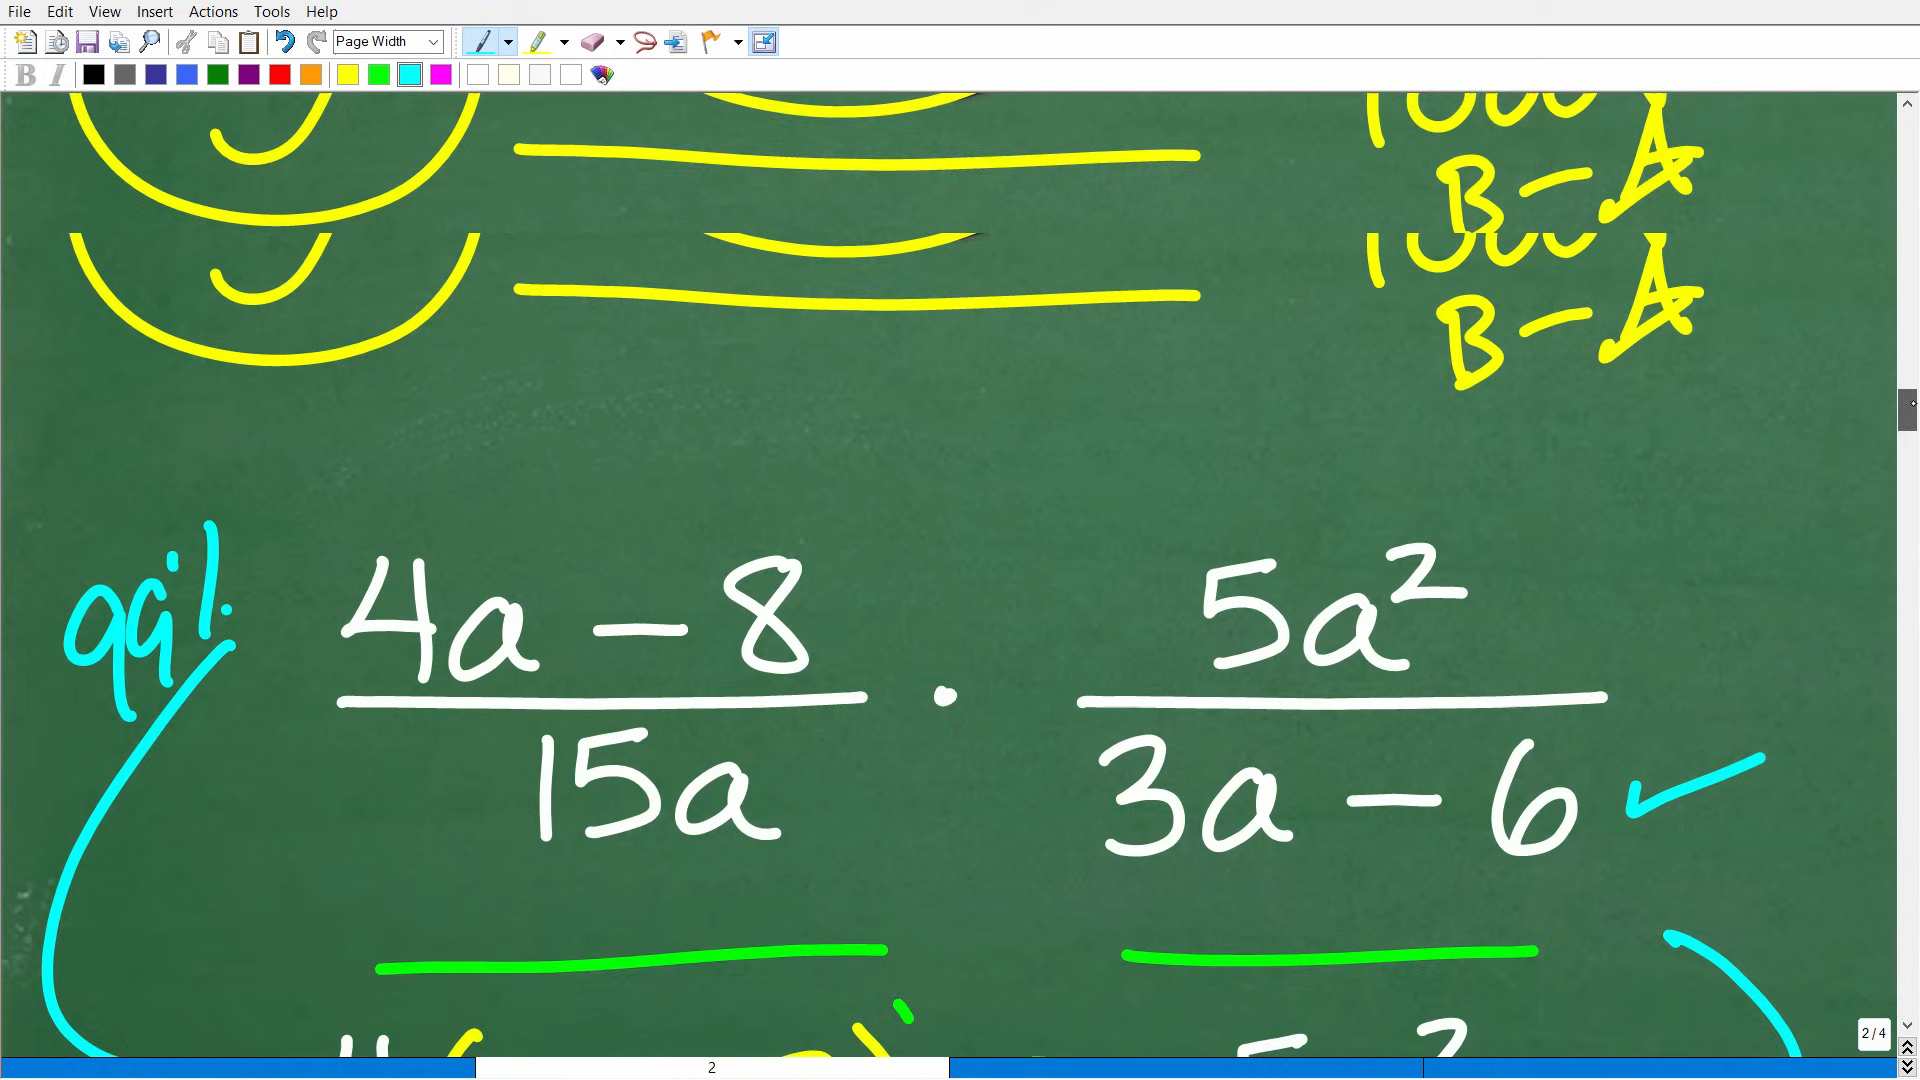 File Edit View Insert Actions Tools Help
Page Width
B I
B - A
B - A
99%
4a - 8 / 15a · 5a² / 3a - 6
2 / 4
2